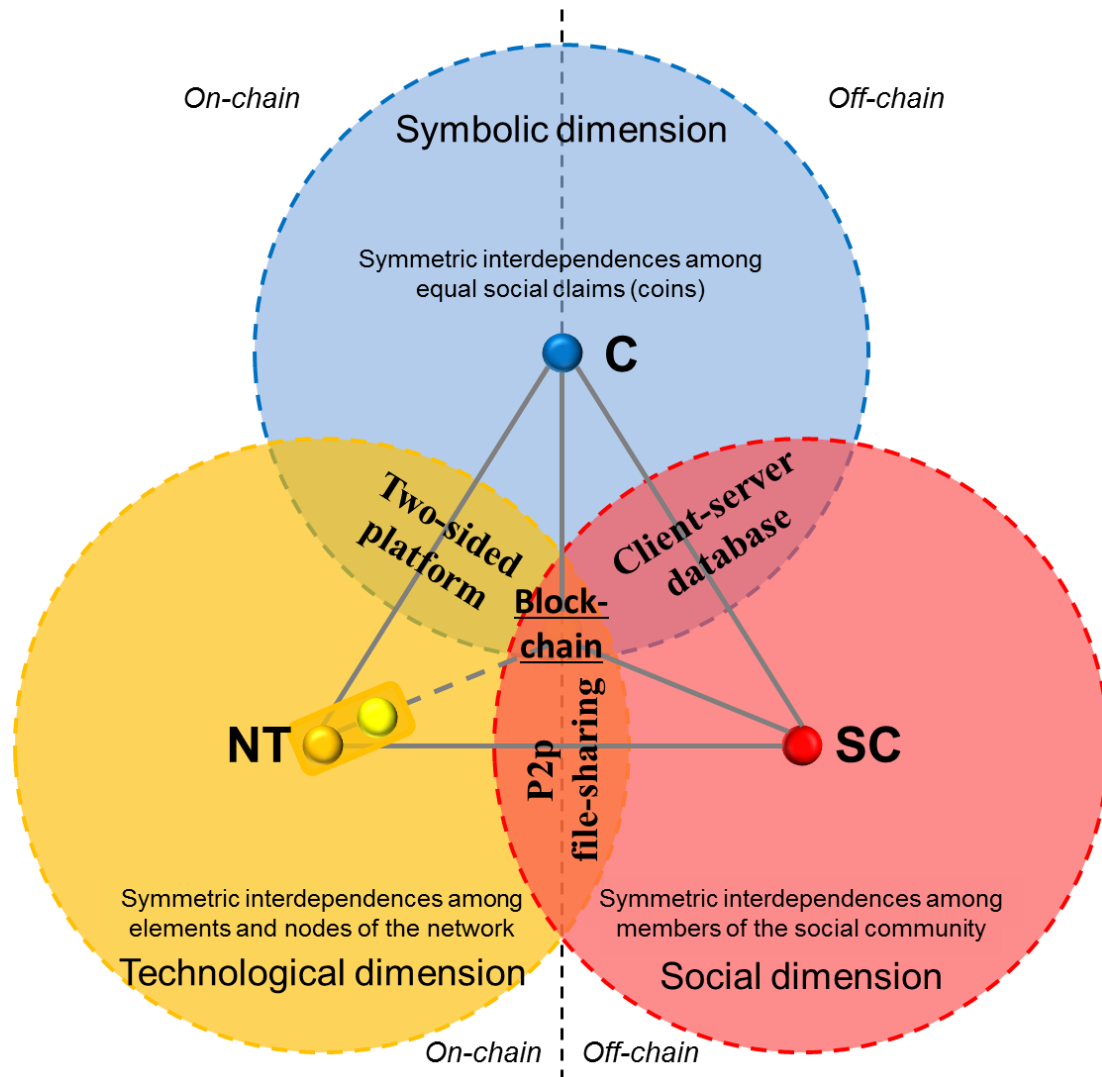 On-chain
Off-chain
Symbolic dimension
Symmetric interdependences among
equal social claims (coins)
C
Two-sided
platform
Client-server
database
Block-
chain
NT
SC
P2p
file-sharing
Symmetric interdependences among
elements and nodes of the network
Technological dimension
Symmetric interdependences among
members of the social community
Social dimension
On-chain
Off-chain